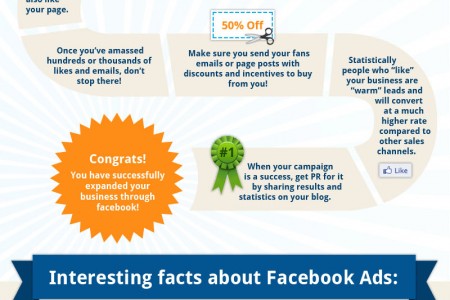 also like
your page.
50% Off
Once you've amassed
hundreds or thousands of
likes and emails, don't
stop there!
Make sure you send your fans
emails or page posts with
discounts and incentives to buy
from you!
Statistically
people who “like”
your business are
“warm” leads and
will convert
at a much
higher rate
compared to
other sales
channels.
Like
#1
When your campaign
is a success, get PR for it
by sharing results and
statistics on your blog.
Congrats!
You have successfully
expanded your
business through
facebook!
Interesting facts about Facebook Ads: